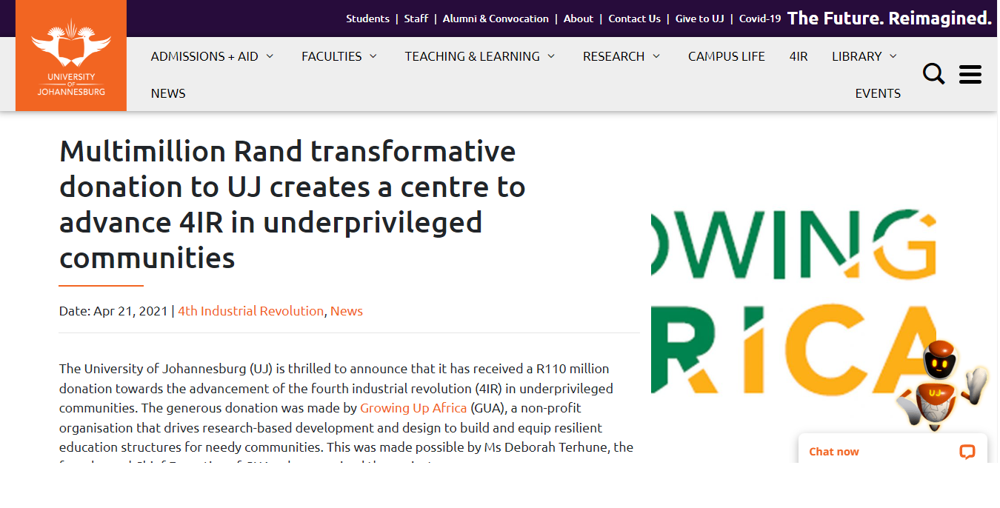 Students | Staff | Alumni & Convocation | About | Contact Us | Give to UJ | Covid-19 The Future. Reimagined.
UNIVERSITY
OF
JOHANNESBURG
ADMISSIONS + AID FACULTIES TEACHING & LEARNING RESEARCH CAMPUS LIFE 4IR LIBRARY
NEWS EVENTS
Multimillion Rand transformative
donation to UJ creates a centre to
advance 4IR in underprivileged
communities
Date: Apr 21, 2021 | 4th Industrial Revolution, News
The University of Johannesburg (UJ) is thrilled to announce that it has received a R110 million
donation towards the advancement of the fourth industrial revolution (4IR) in underprivileged
communities. The generous donation was made by Growing Up Africa (GUA), a non-profit
organisation that drives research-based development and design to build and equip resilient
education structures for needy communities. This was made possible by Ms Deborah Terhune, the
OWING
RICA
UJ
Chat now